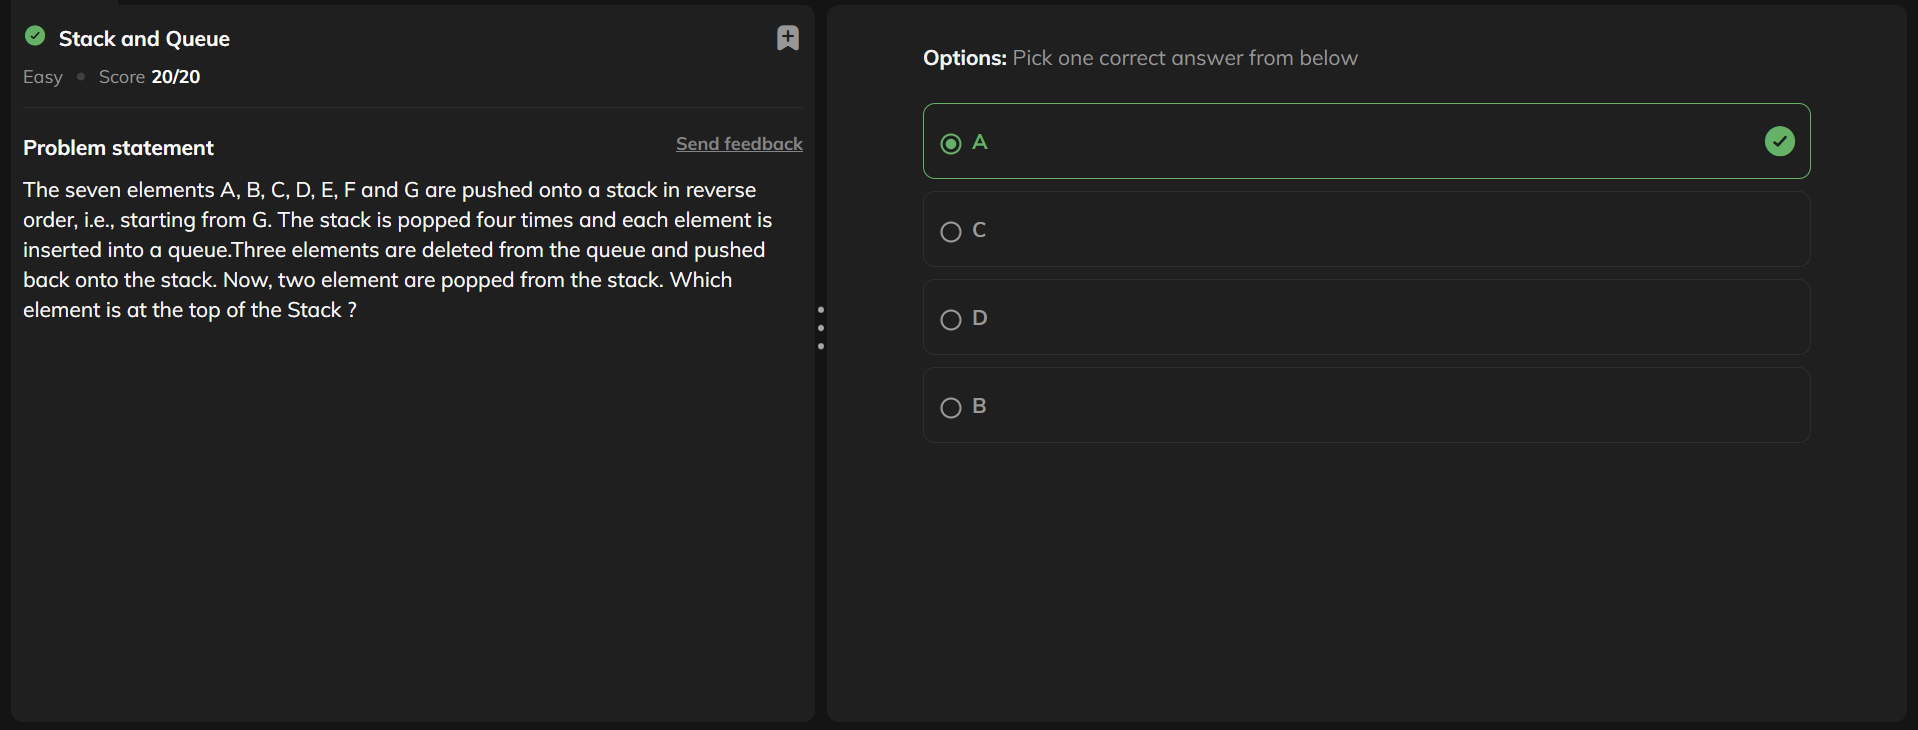 Stack and Queue
Easy • Score 20/20
Problem statement
Send feedback
The seven elements A, B, C, D, E, F and G are pushed onto a stack in reverse
order, i.e., starting from G. The stack is popped four times and each element is
inserted into a queue.Three elements are deleted from the queue and pushed
back onto the stack. Now, two element are popped from the stack. Which
element is at the top of the Stack ?
Options: Pick one correct answer from below
A
C
D
B